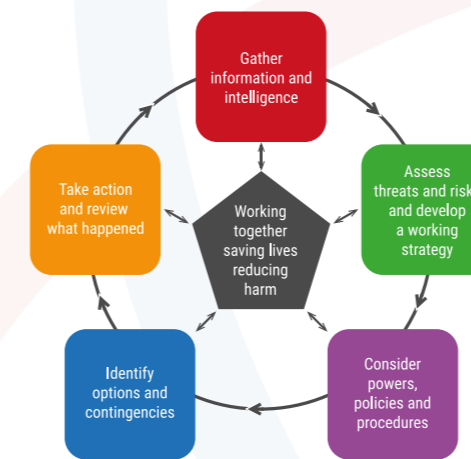 Gather
information and
intelligence
Assess
threats and risk
and develop
a working
strategy
Consider
powers,
policies and
procedures
Identify
options and
contingencies
Take action
and review
what happened
Working
together
saving lives
reducing
harm